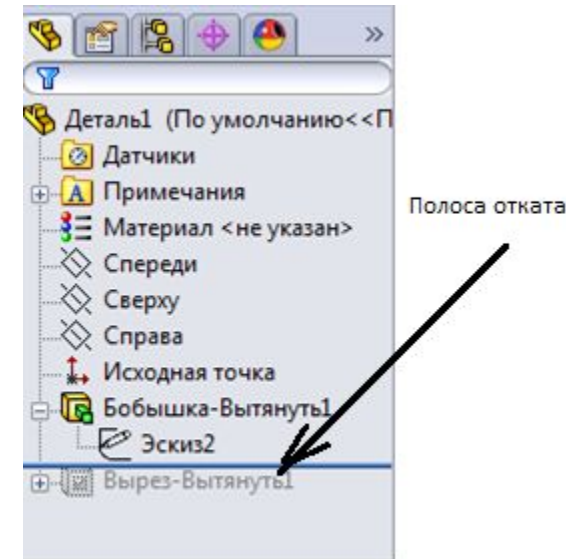 Деталь1 (По умолчанию<<П
Датчики
A Примечания
Материал <не указан>
Спереди
Сверху
Справа
Исходная точка
Бобышка-Вытянуть1
Эскиз2
Вырез-Вытянуть1
Полоса отката